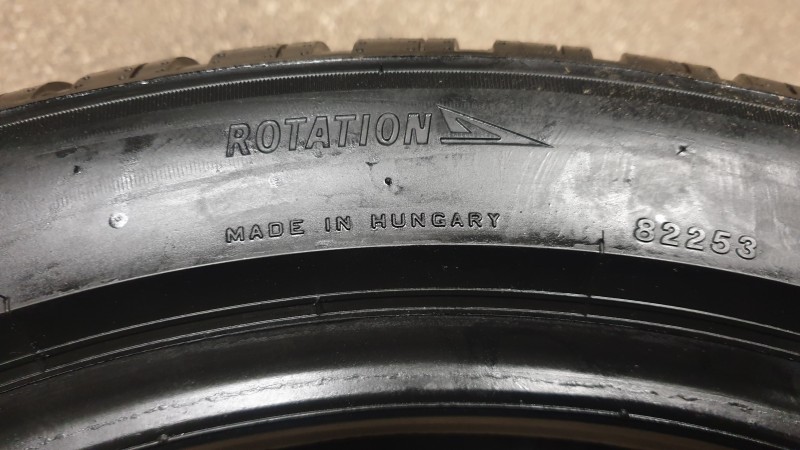 ROTATION
MADE IN HUNGARY
82253